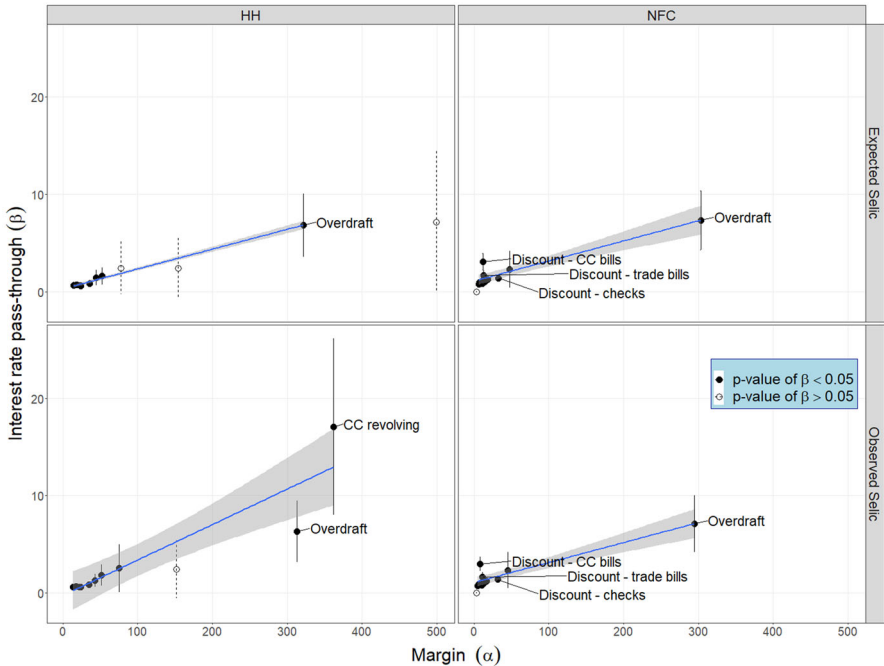 HH
NFC
Interest rate pass-through (β)
20
10
0
Overdraft
Overdraft
Discount - CC bills
Discount - trade bills
Discount - checks
Expected Selic
20
10
0
CC revolving
Overdraft
p-value of β < 0.05
p-value of β > 0.05
Overdraft
Discount - CC bills
Discount - trade bills
Discount - checks
Observed Selic
0 100 200 300 400 500
0 100 200 300 400 500
Margin (α)